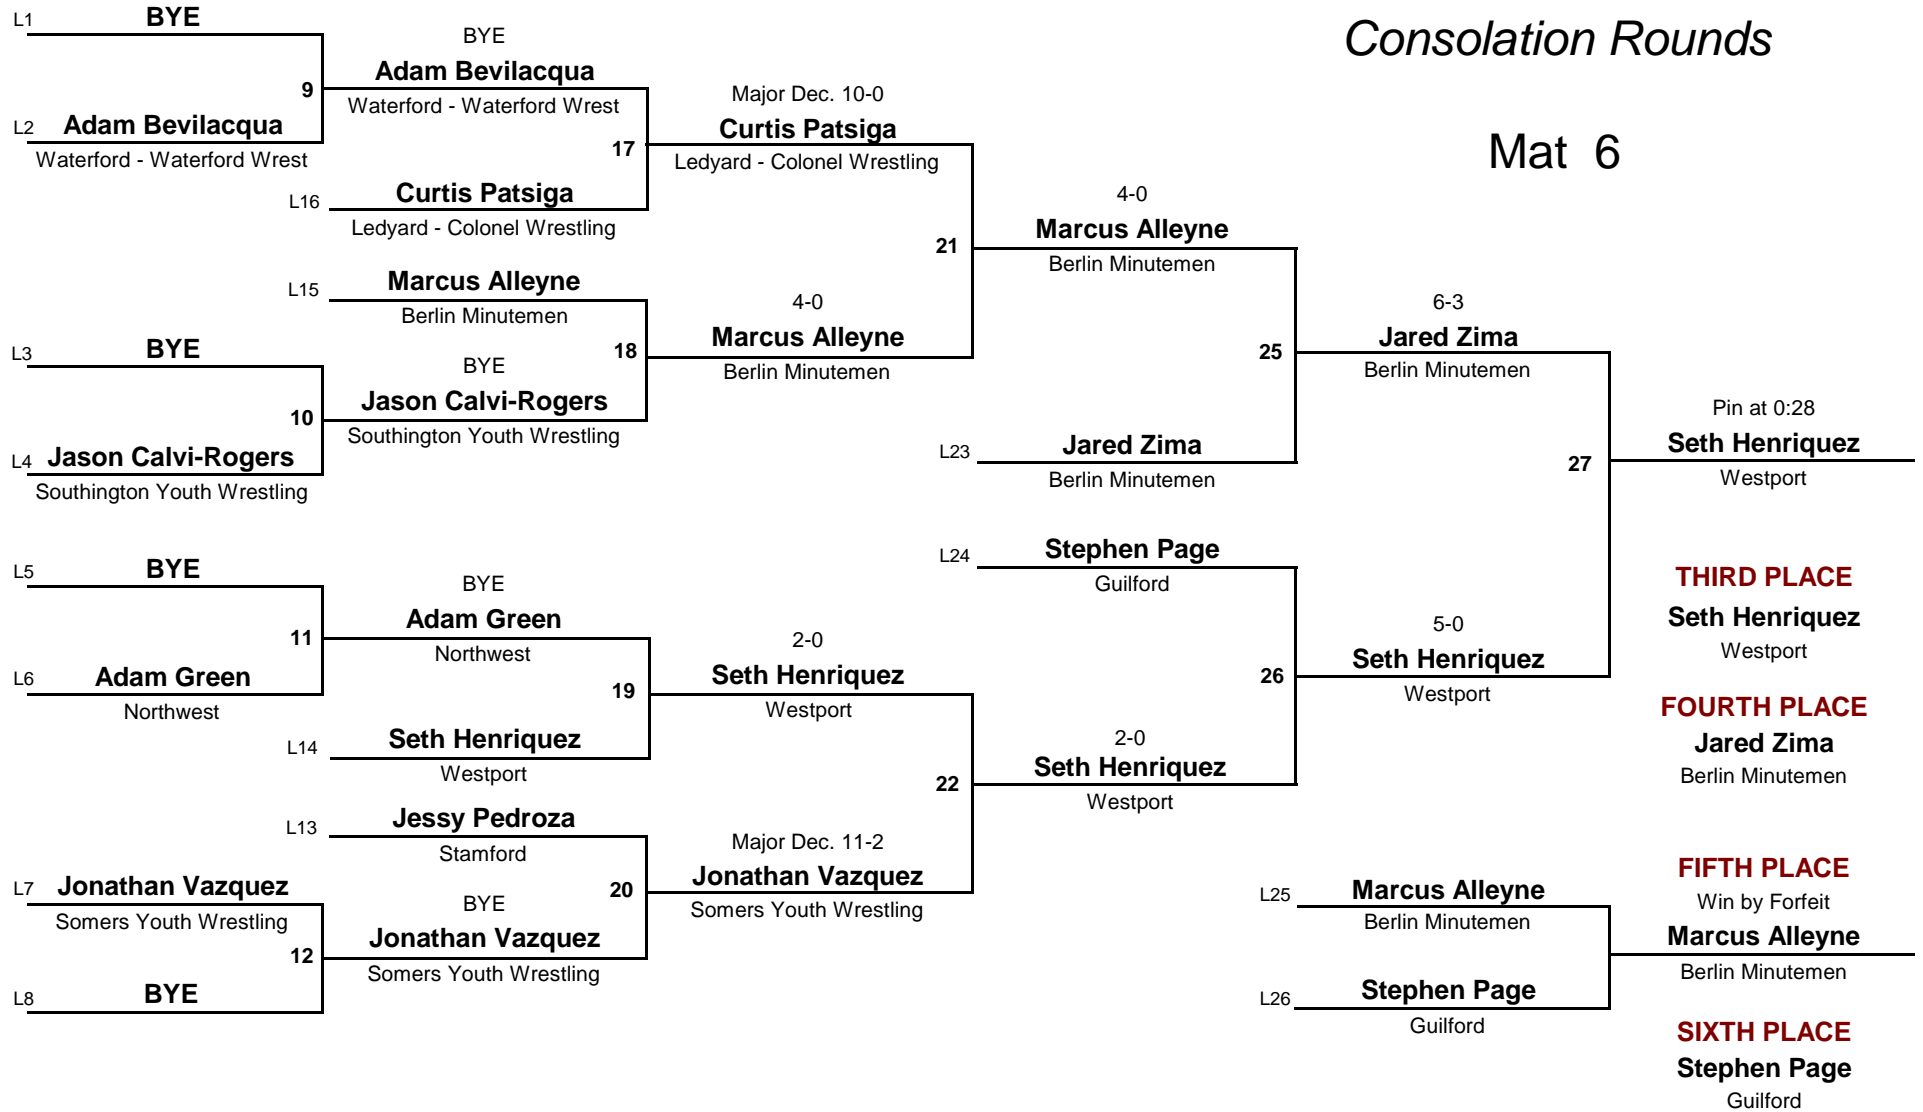 Consolation Rounds
Mat 6
L1
BYE
9
L2
Adam Bevilacqua
Waterford - Waterford Wrest
BYE
Adam Bevilacqua
Waterford - Waterford Wrest
17
L16
Curtis Patsiga
Ledyard - Colonel Wrestling
Major Dec. 10-0
Curtis Patsiga
Ledyard - Colonel Wrestling
L15
Marcus Alleyne
Berlin Minutemen
L3
BYE
10
L4
Jason Calvi-Rogers
Southington Youth Wrestling
BYE
Jason Calvi-Rogers
Southington Youth Wrestling
18
4-0
Marcus Alleyne
Berlin Minutemen
21
4-0
Marcus Alleyne
Berlin Minutemen
25
L23
Jared Zima
Berlin Minutemen
6-3
Jared Zima
Berlin Minutemen
27
Pin at 0:28
Seth Henriquez
Westport
L5
BYE
11
L6
Adam Green
Northwest
BYE
Adam Green
Northwest
19
L14
Seth Henriquez
Westport
2-0
Seth Henriquez
Westport
L13
Jessy Pedroza
Stamford
L7
Jonathan Vazquez
Somers Youth Wrestling
12
L8
BYE
BYE
Jonathan Vazquez
Somers Youth Wrestling
20
Major Dec. 11-2
Jonathan Vazquez
Somers Youth Wrestling
22
L24
Stephen Page
Guilford
2-0
Seth Henriquez
Westport
26
5-0
Seth Henriquez
Westport
THIRD PLACE
Seth Henriquez
Westport
FOURTH PLACE
Jared Zima
Berlin Minutemen
L25
Marcus Alleyne
Berlin Minutemen
L26
Stephen Page
Guilford
FIFTH PLACE
Win by Forfeit
Marcus Alleyne
Berlin Minutemen
SIXTH PLACE
Stephen Page
Guilford